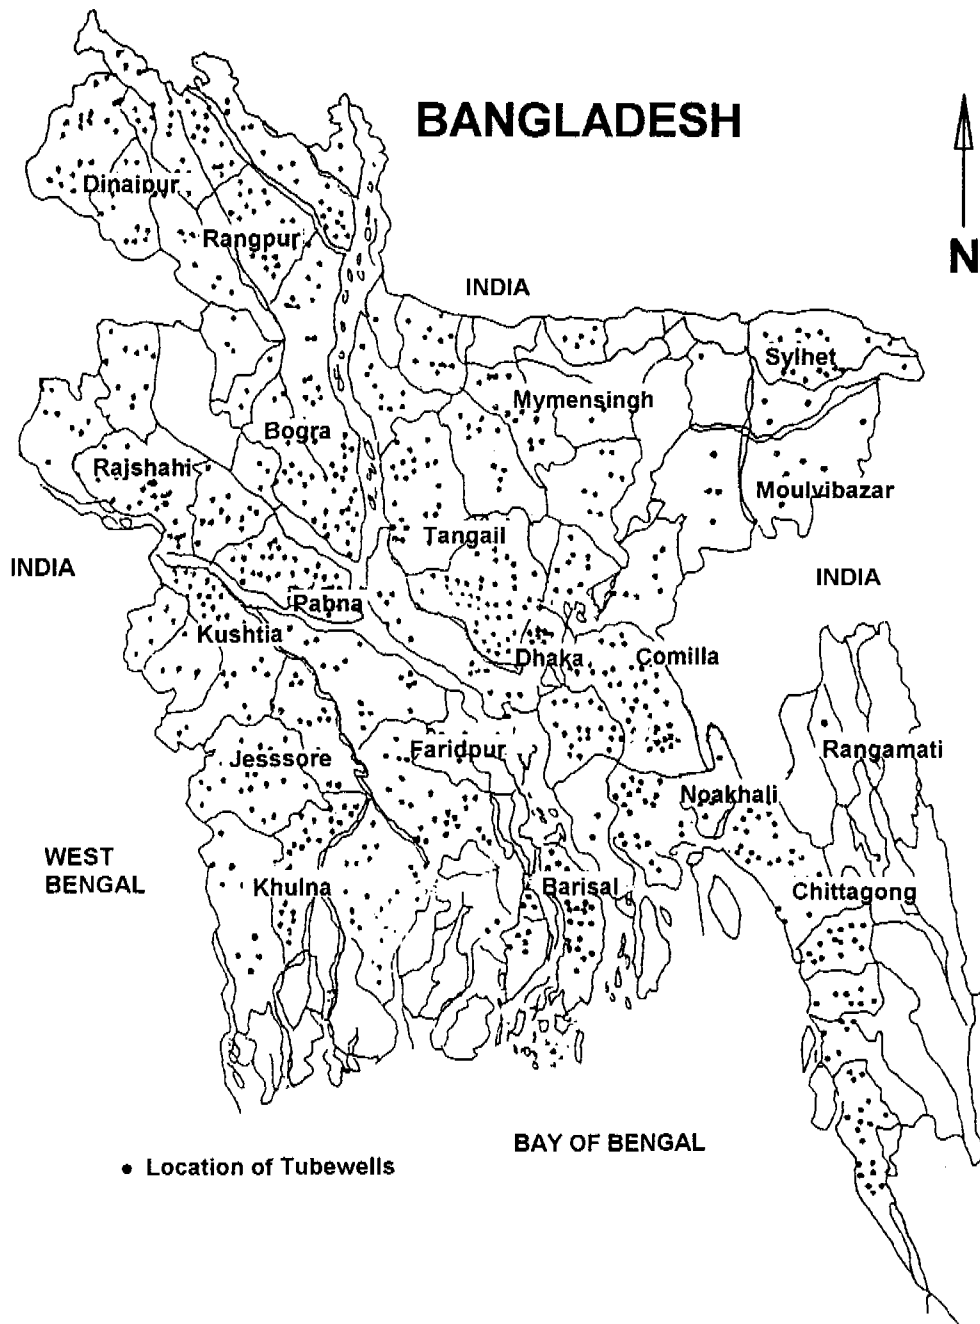 BANGLADESH
Dinaipur
Rangpur
N
INDIA
Sylhet
Mymensingh
Bogra
Rajshahi
Moulvibazar
Tangail
INDIA
INDIA
Pabna
Kushtia
Dhaka
Comilla
Faridpur
Rangamati
Jesssore
Noakhali
WEST
BENGAL
Khulna
Barisal
Chittagong
BAY OF BENGAL
Location of Tubewells